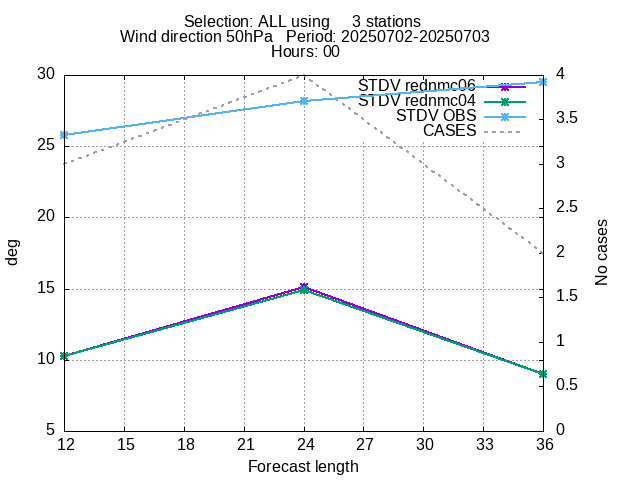 Selection: ALL using     3 stations
Wind direction 50hPa   Period: 20250702-20250703
Hours: 00
STDV rednmc06
STDV rednmc04
STDV OBS
CASES
30
25
20
15
10
5
4
3.5
3
2.5
2
1.5
1
0.5
0
deg
No cases
12 15 18 21 24 27 30 33 36
Forecast length